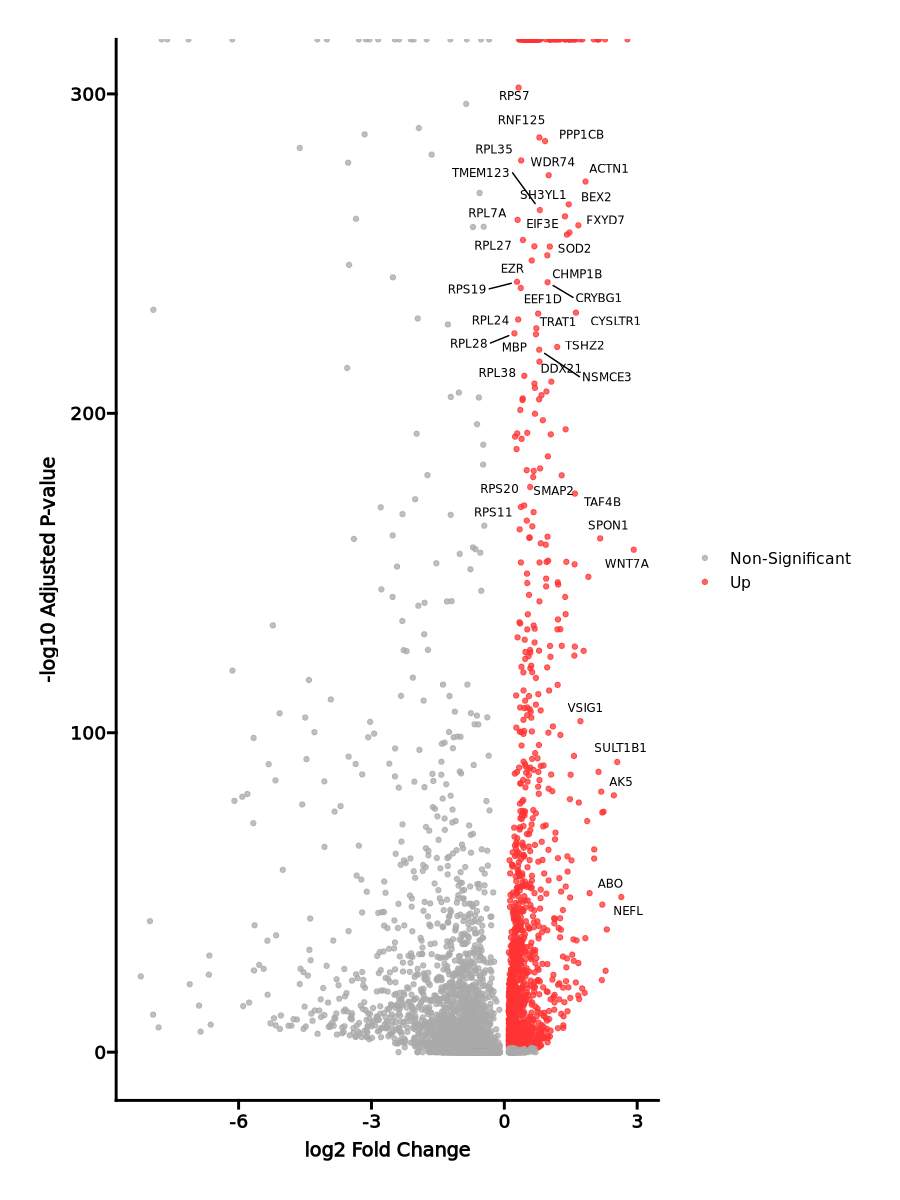 300
RPS7
RNF125
PPP1CB
RPL35
WDR74
TMEM123
ACTN1
SH3YL1
BEX2
RPL7A
EIF3E
FXYD7
RPL27
SOD2
EZR
CHMP1B
RPS19
EEF1D
CRYBG1
RPL24
TRAT1
CYSLTR1
RPL28
MBP
TSHZ2
RPL38
DDX21
NSMCE3
200
RPS20
SMAP2
TAF4B
RPS11
SPON1
WNT7A
-log10 Adjusted P-value
Non-Significant
Up
VSIG1
100
SULT1B1
AK5
ABO
NEFL
0
-6
-3
0
3
log2 Fold Change